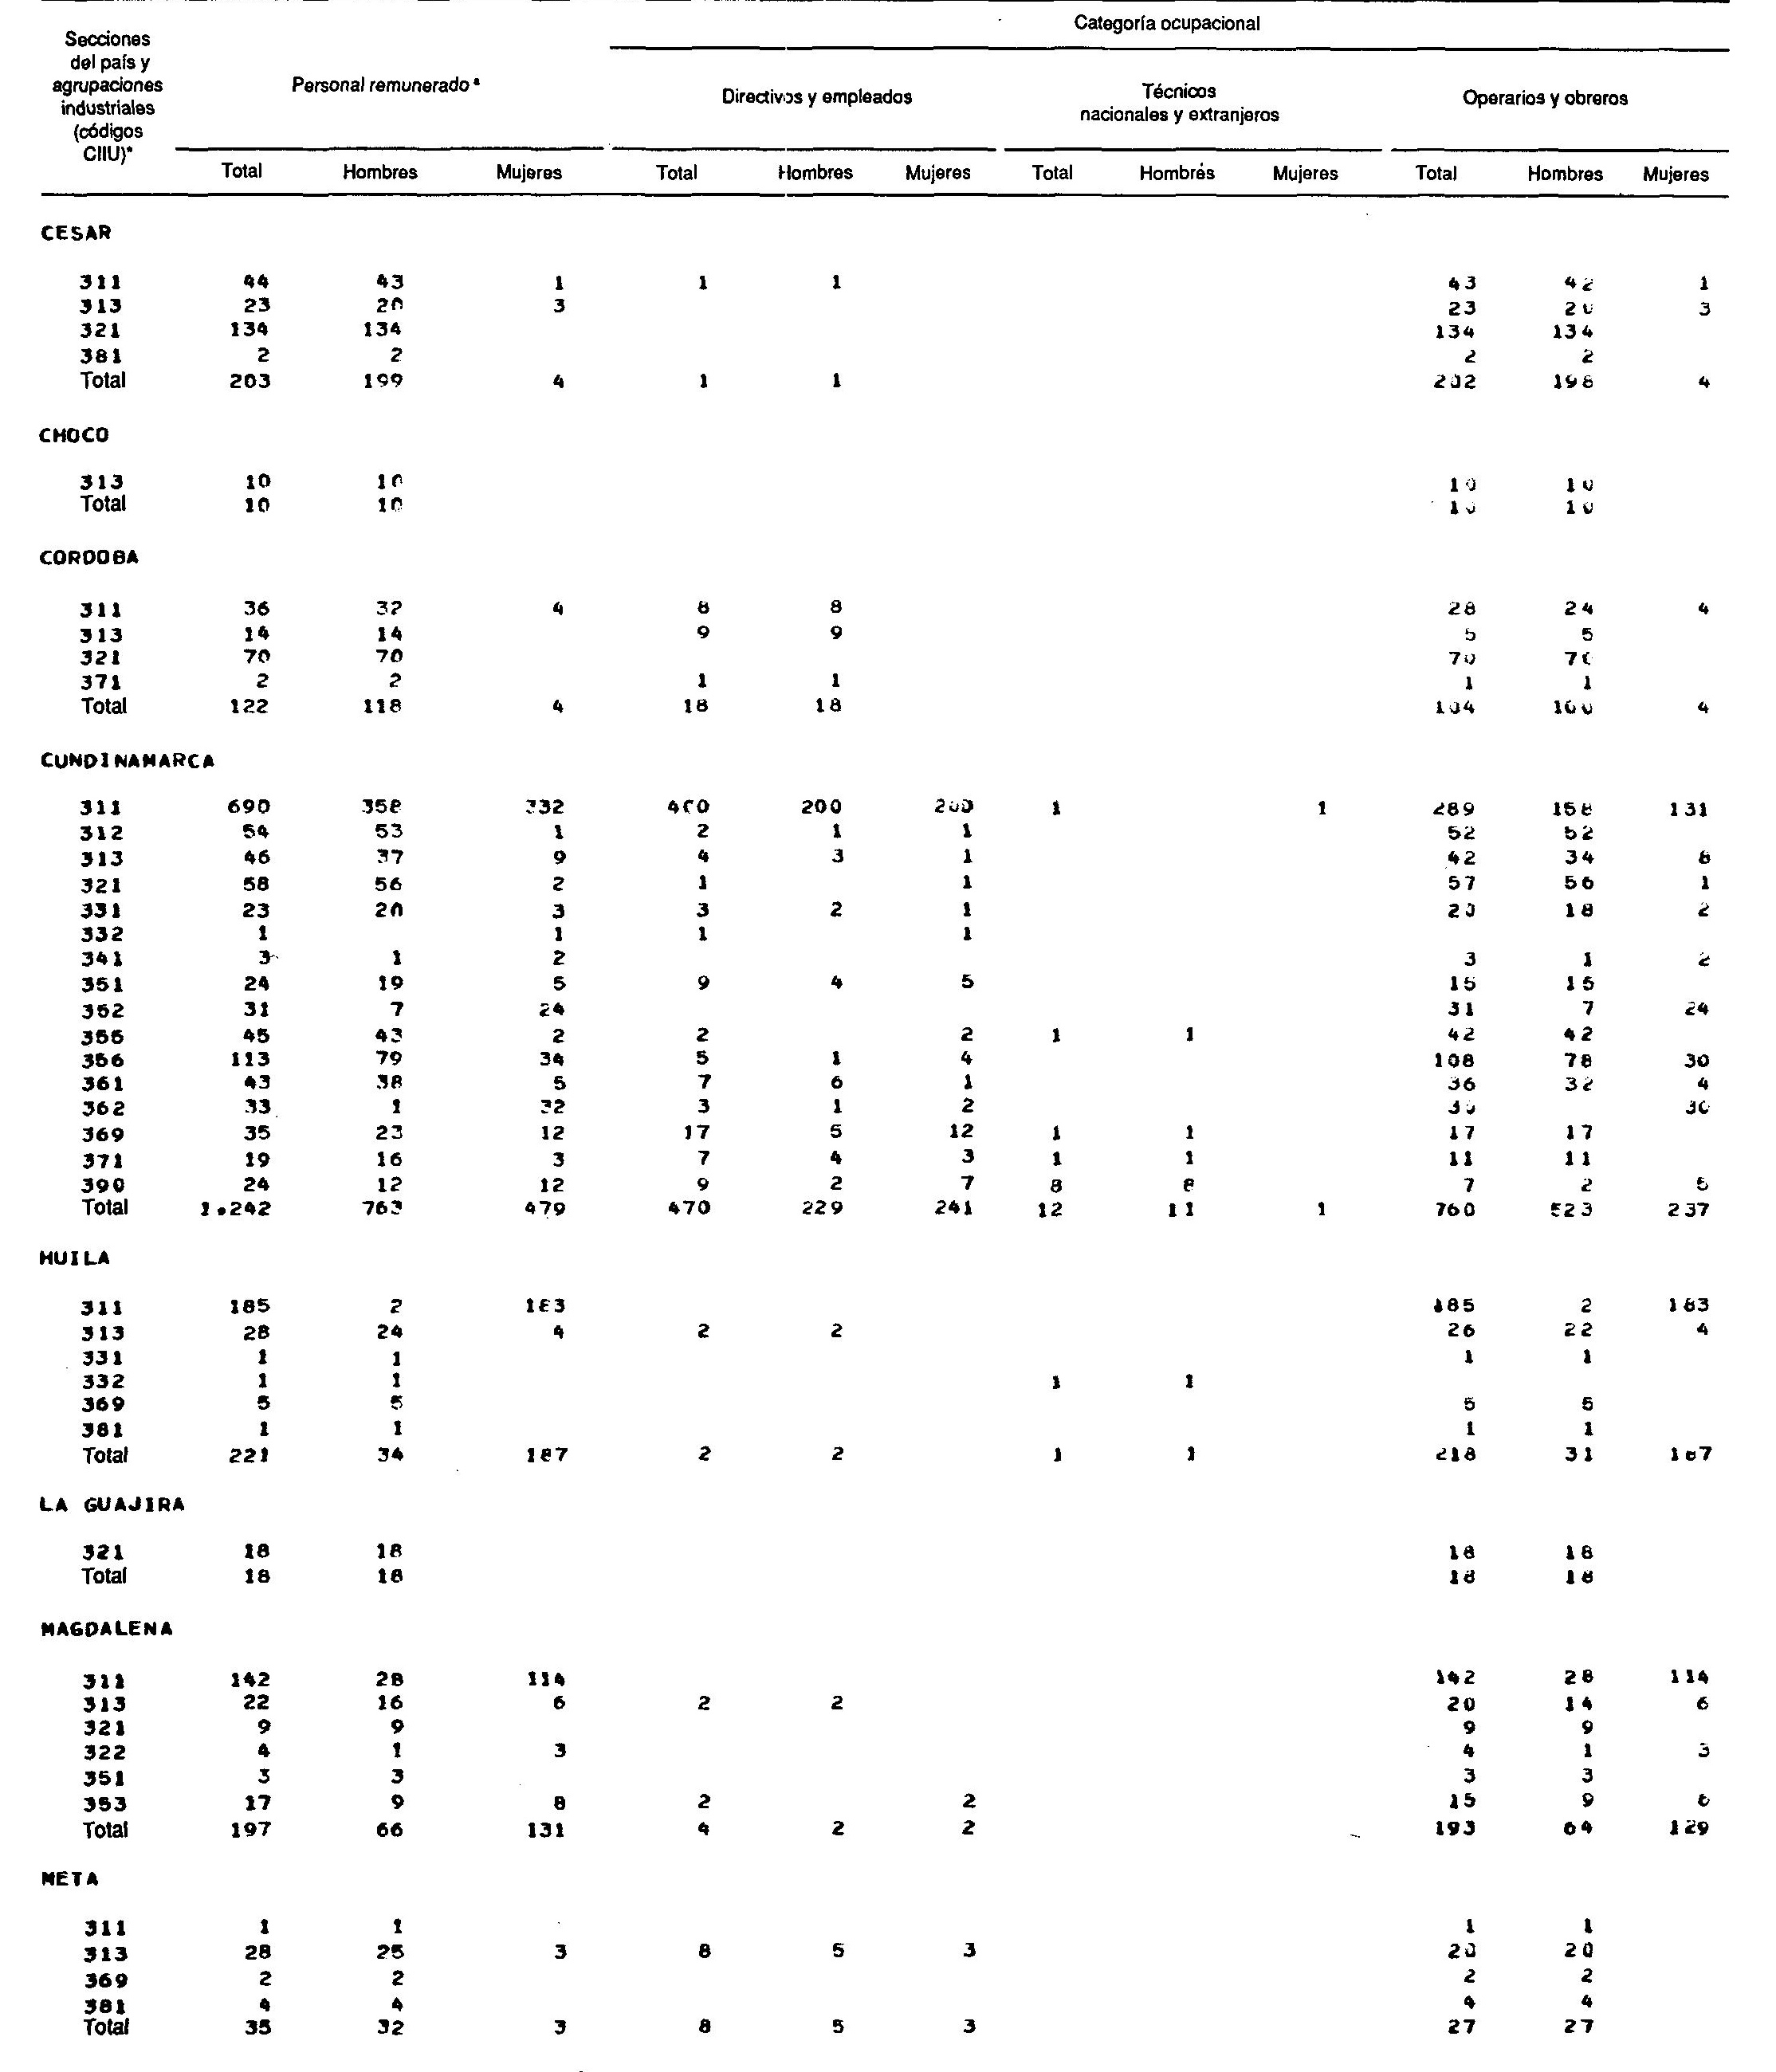 Categoría ocupacional
Secciones
del país y
agrupaciones
industriales
(códigos
CIIU)*
Personal remunerado ª
Directivos y empleados
Técnicos
nacionales y extranjeros
Operarios y obreros
Total Hombres Mujeres Total Hombres Mujeres Total Hombres Mujeres Total Hombres Mujeres
CESAR
311 44 43 1 1 1 43 42 1
313 23 20 3 23 20 3
321 134 134 134 134
381 2 2 2 2
Total 203 199 4 1 1 202 198 4
CHOCO
313 10 10 10 10
Total 10 10 10 10
CORDOBA
311 36 32 4 8 8 28 24 4
313 14 14 9 9 5 5
321 70 70 70 70
371 2 2 1 1 1 1
Total 122 118 4 18 18 104 100 4
CUNDINAMARCA
311 690 358 332 400 200 200 1 1 289 158 131
312 54 53 1 2 1 1 52 52
313 46 37 9 4 3 1 42 34 8
321 58 56 2 1 1 57 56 1
331 23 20 3 3 2 1 20 18 2
332 1 1 1 1
341 3 1 2 3 1 2
351 24 19 5 9 4 5 15 15
352 31 7 24 31 7 24
355 45 43 2 2 2 1 1 42 42
356 113 79 34 5 1 4 108 78 30
361 43 38 5 7 6 1 36 32 4
362 33 1 32 3 1 2 30 30
369 35 23 12 17 5 12 1 1 17 17
371 19 16 3 7 4 3 1 1 11 11
390 24 12 12 9 2 7 8 8 7 2 5
Total 1.242 763 479 470 229 241 12 11 1 760 523 237
HUILA
311 185 2 183 185 2 183
313 28 24 4 2 2 26 22 4
331 1 1 1 1
332 1 1 1 1
369 5 5 5 5
381 1 1 1 1
Total 221 34 187 2 2 1 1 218 31 187
LA GUAJIRA
321 18 18 18 18
Total 18 18 18 18
MAGDALENA
311 142 28 114 142 28 114
313 22 16 6 2 2 20 14 6
321 9 9 9 9
322 4 1 3 4 1 3
351 3 3 3 3
353 17 9 8 2 2 15 9 6
Total 197 66 131 4 2 2 193 64 129
META
311 1 1 1 1
313 28 25 3 8 5 3 20 20
369 2 2 2 2
381 4 4 4 4
Total 35 32 3 8 5 3 27 27